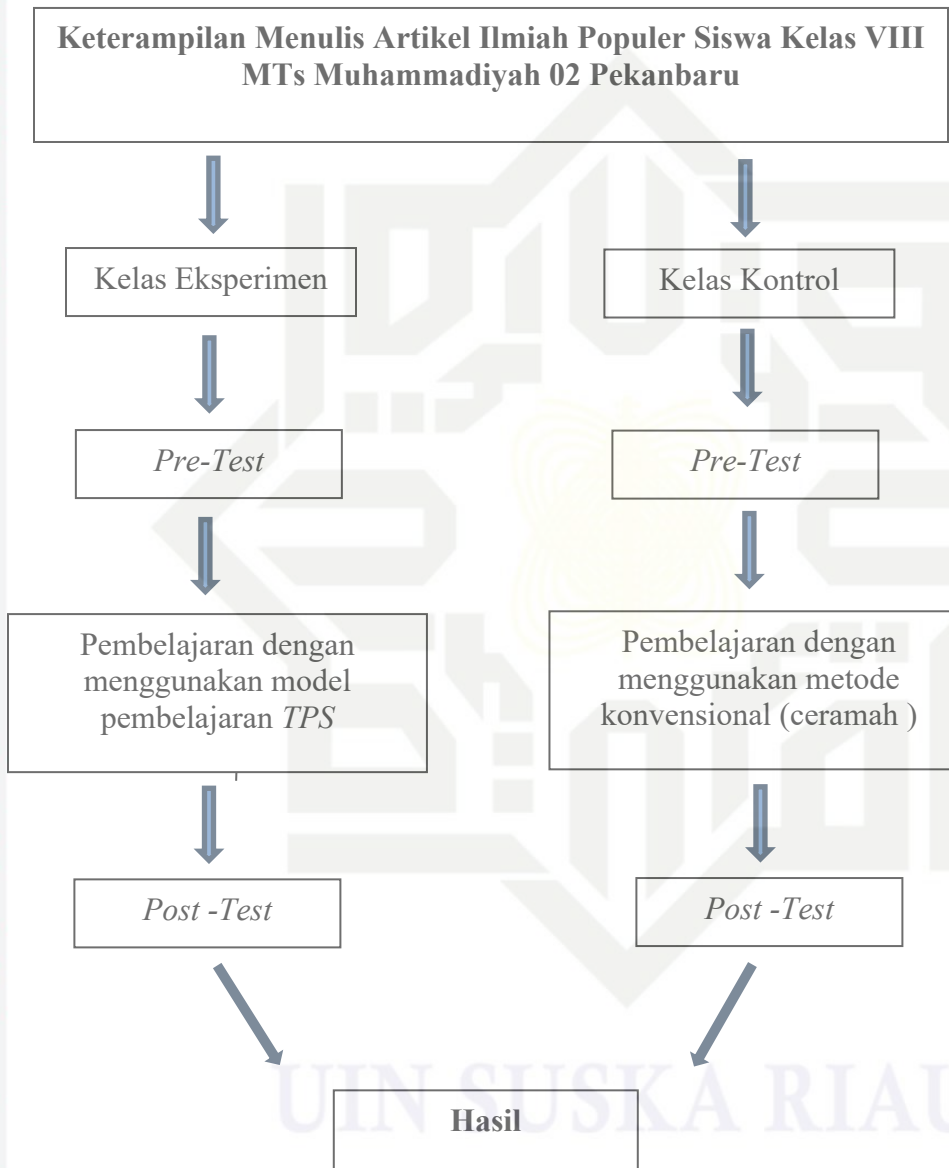 Keterampilan Menulis Artikel Ilmiah Populer Siswa Kelas VIII
MTs Muhammadiyah 02 Pekanbaru
Kelas Eksperimen
Kelas Kontrol
Pre-Test
Pre-Test
Pembelajaran dengan
menggunakan model
pembelajaran TPS
Pembelajaran dengan
menggunakan metode
konvensional (ceramah )
Post -Test
Post -Test
UIN SUSKA RIAU
Hasil